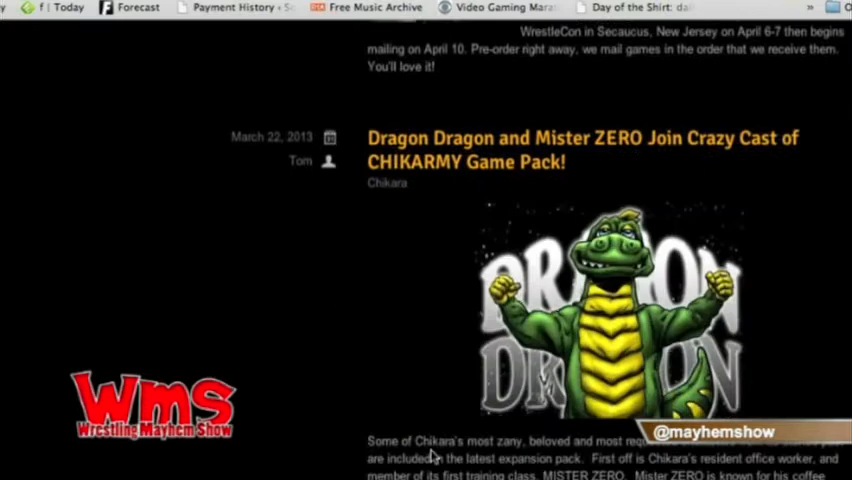 f | Today
Forecast
Payment History
Free Music Archive
Video Gaming Mara
Day of the Shirt: dai
WrestleCon in Secaucus, New Jersey on April 6-7 then begins
mailing on April 10. Pre-order right away, we mail games in the order that we receive them.
You'll love it!
March 22, 2013
Tom
Dragon Dragon and Mister ZERO Join Crazy Cast of
CHIKARMY Game Pack!
Chikara
DRAGON
DRAGON
wms
Wrestling Mayhem Show
@mayhemshow
Some of Chikara's most zany, beloved and most
are included in the latest expansion pack. First off is Chikara's resident office worker, and
member of its first training class, MISTER ZERO. Mister ZERO is known for his coffee